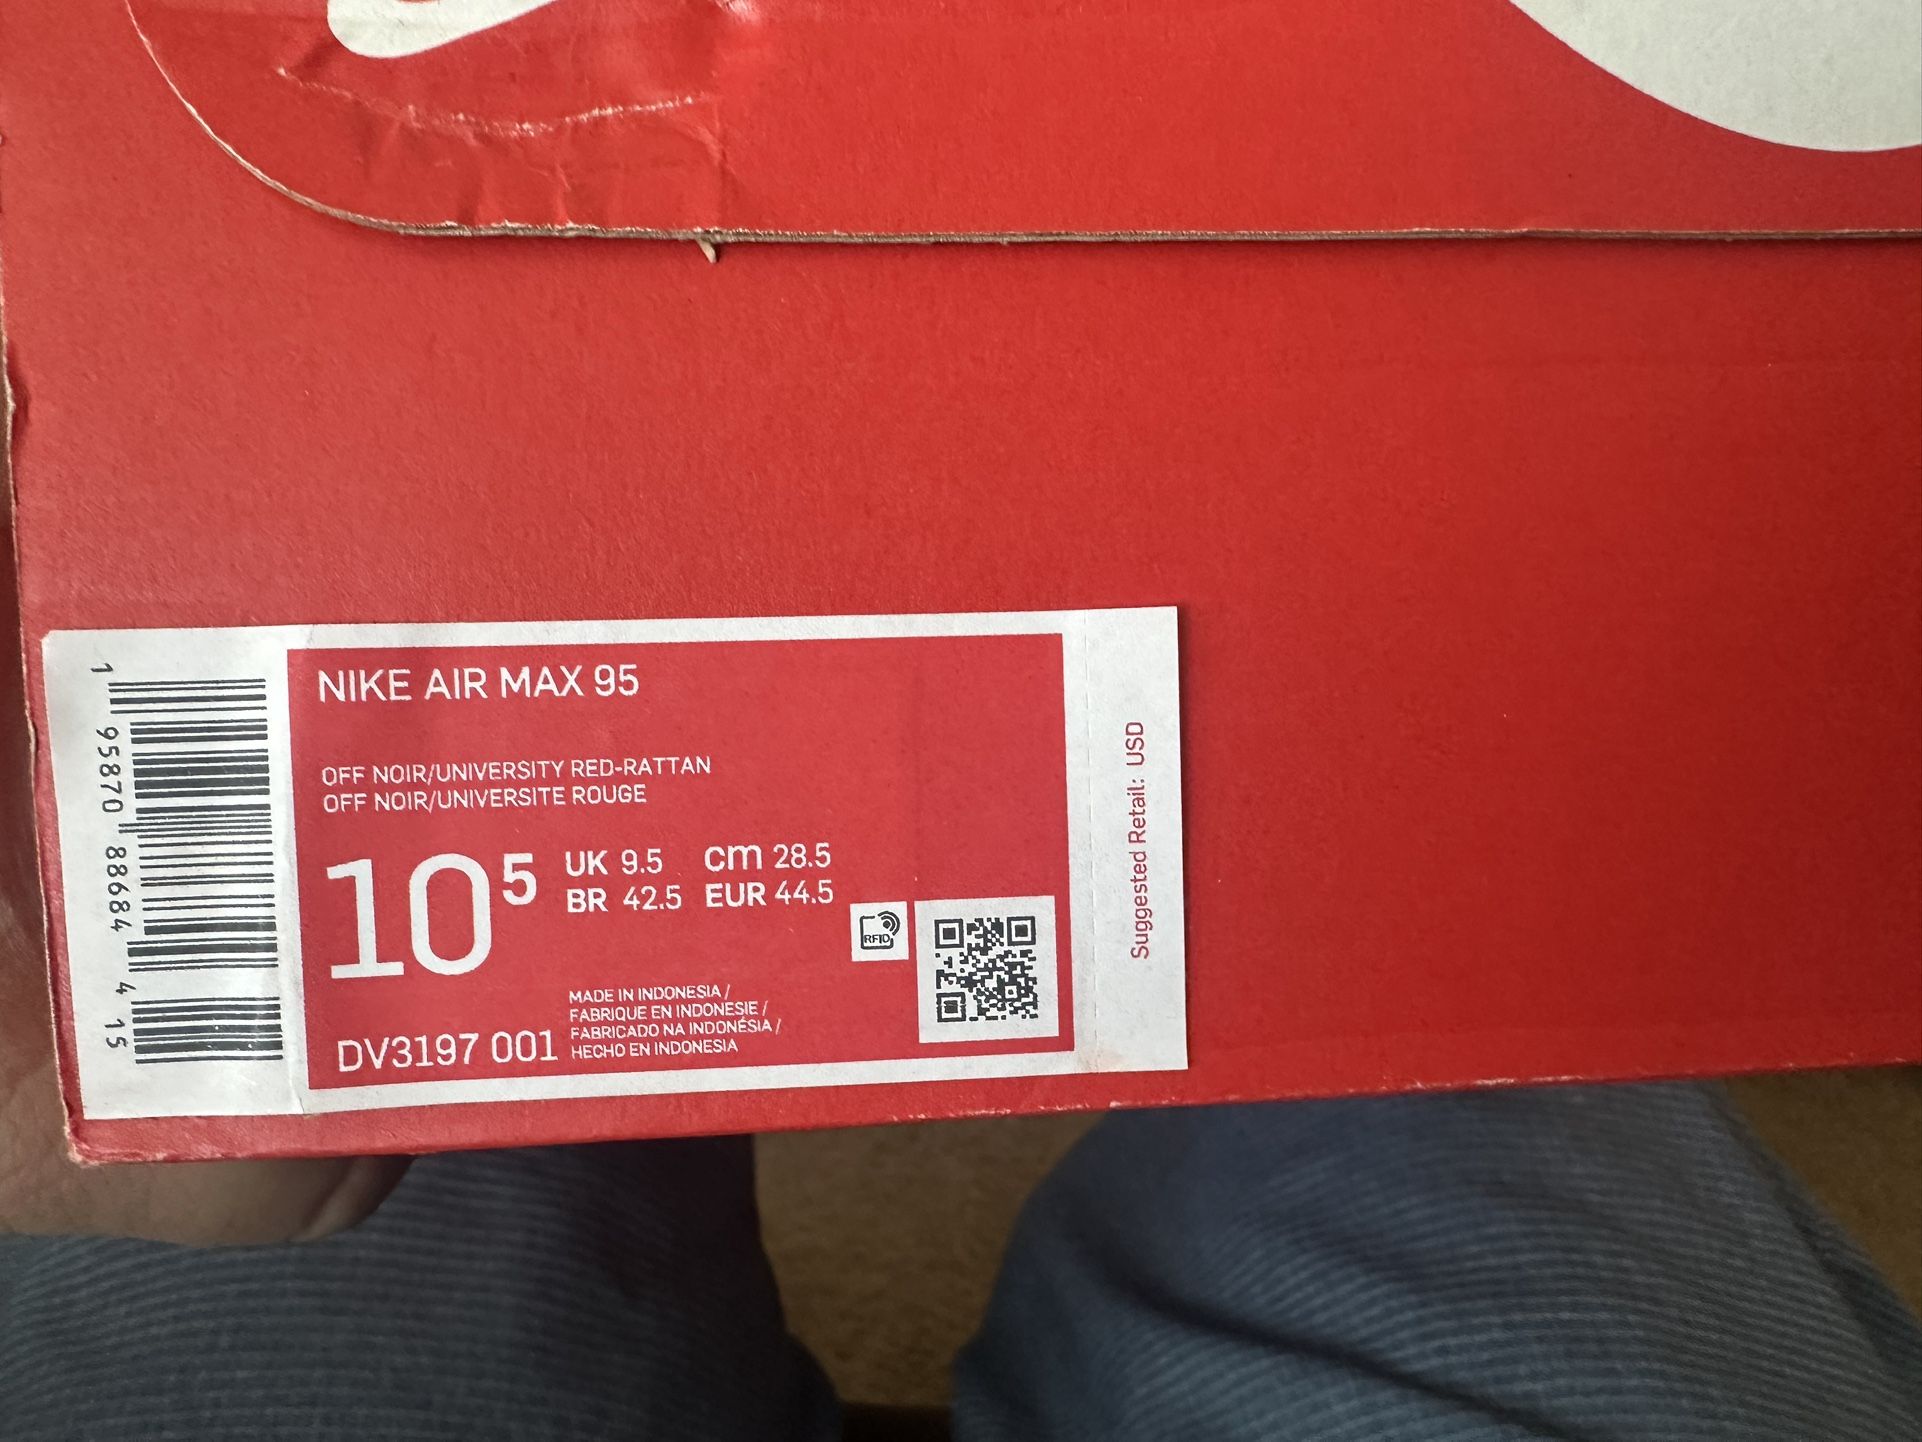 NIKE AIR MAX 95
OFF NOIR/UNIVERSITY RED-RATTAN
OFF NOIR/UNIVERSITE ROUGE
10 5
UK 9.5 cm 28.5
BR 42.5 EUR 44.5
RFID
MADE IN INDONESIA /
FABRIQUE EN INDONESIE /
FABRICADO NA INDONÉSIA /
HECHO EN INDONESIA
DV3197 001
1 95870 88684 4 15
Suggested Retail: USD